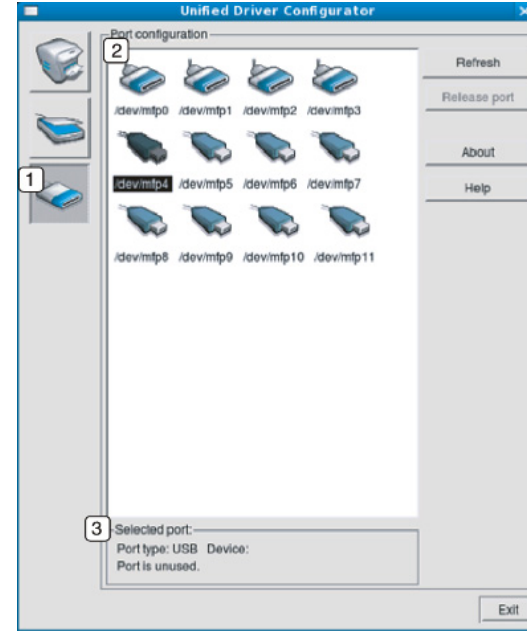 Unified Driver Configurator
Port configuration
2
Refresh
/dev/mfp0 /dev/mfp1 /dev/mfp2 /dev/mfp3
Release port
About
1
/dev/mfp4 /dev/mfp5 /dev/mfp6 /dev/mfp7
Help
/dev/mfp8 /dev/mfp9 /dev/mfp10 /dev/mfp11
3
Selected port:
Port type: USB Device:
Port is unused.
Exit